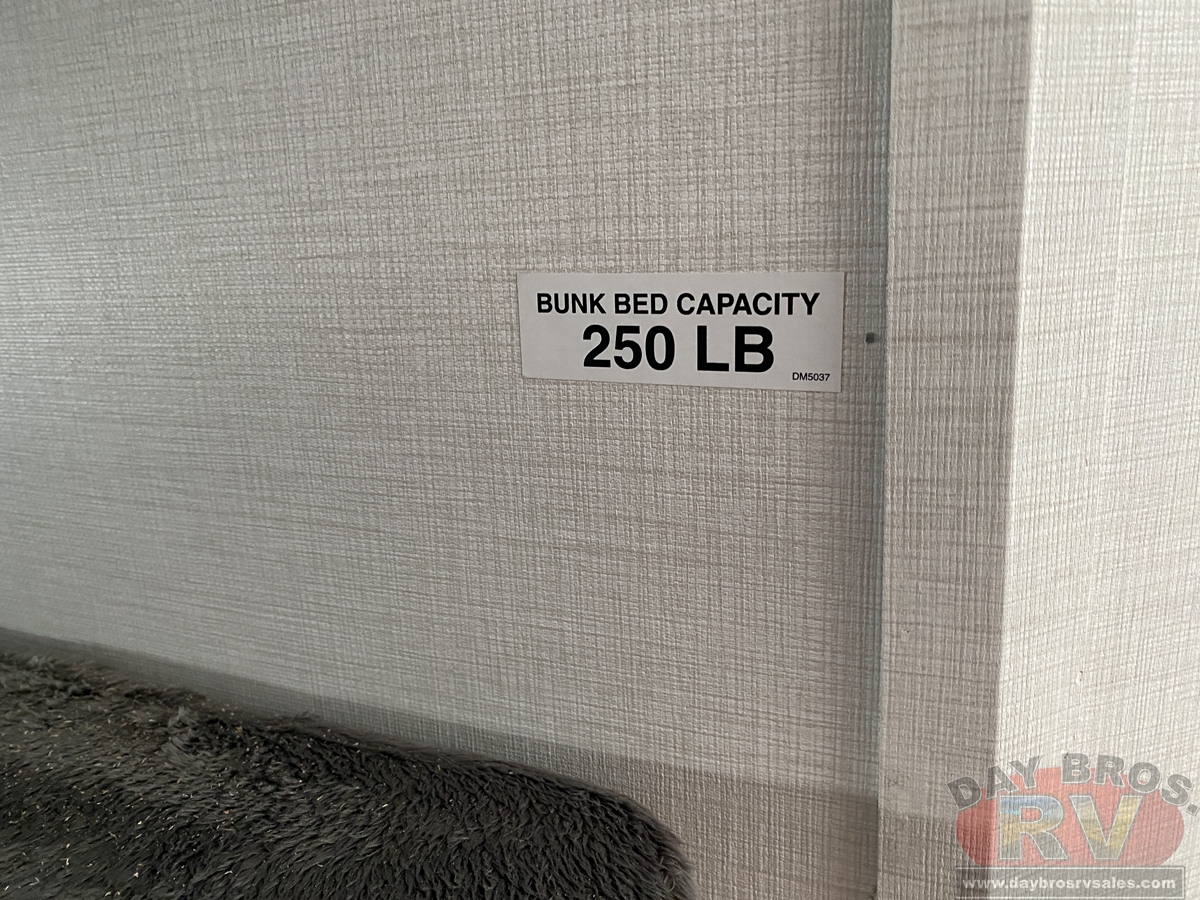 BUNK BED CAPACITY
250 LB
DM5037
DAY BROS.
RV
www.daybrosrvsales.com